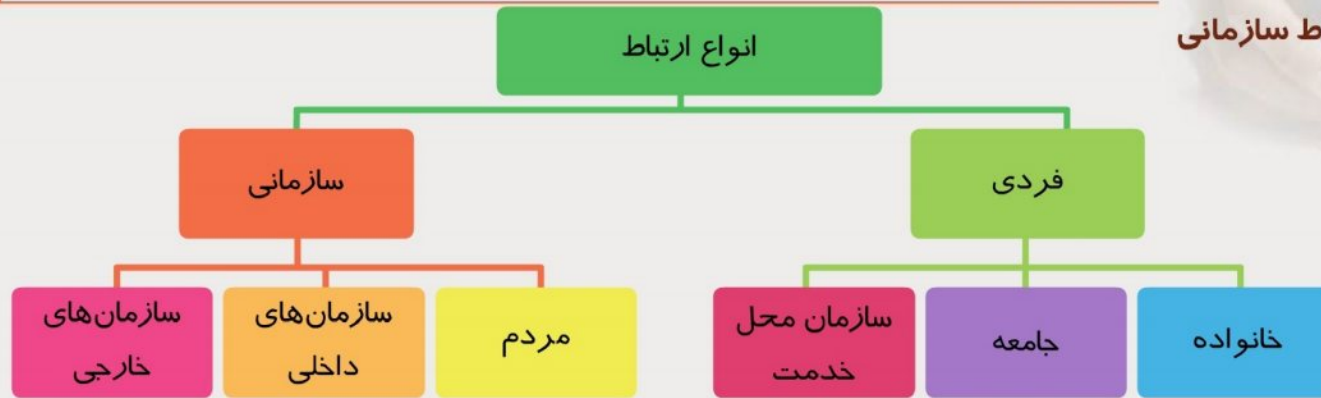 ط سازمانی
انواع ارتباط
فردی
سازمانی
خانواده
جامعه
سازمان محل
خدمت
مردم
سازمان‌های
داخلی
سازمان‌های
خارجی